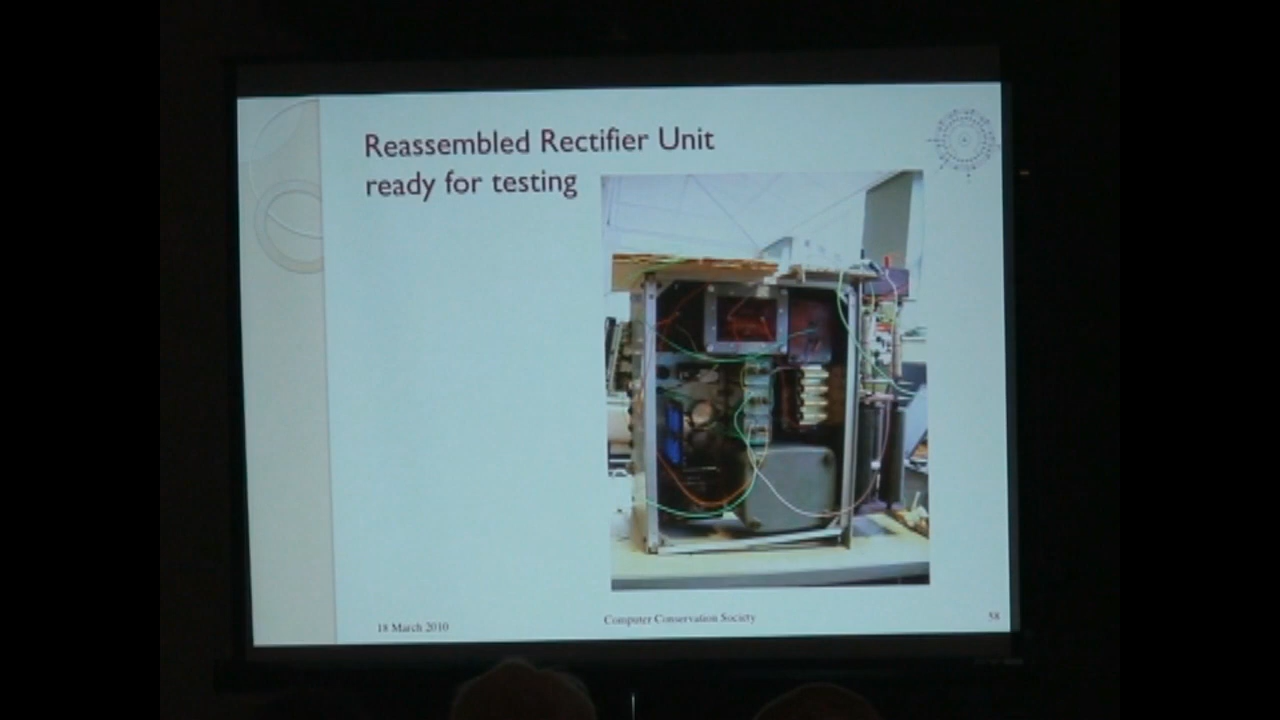 Reassembled Rectifier Unit
ready for testing
18 March 2010
Computer Conservation Society
58